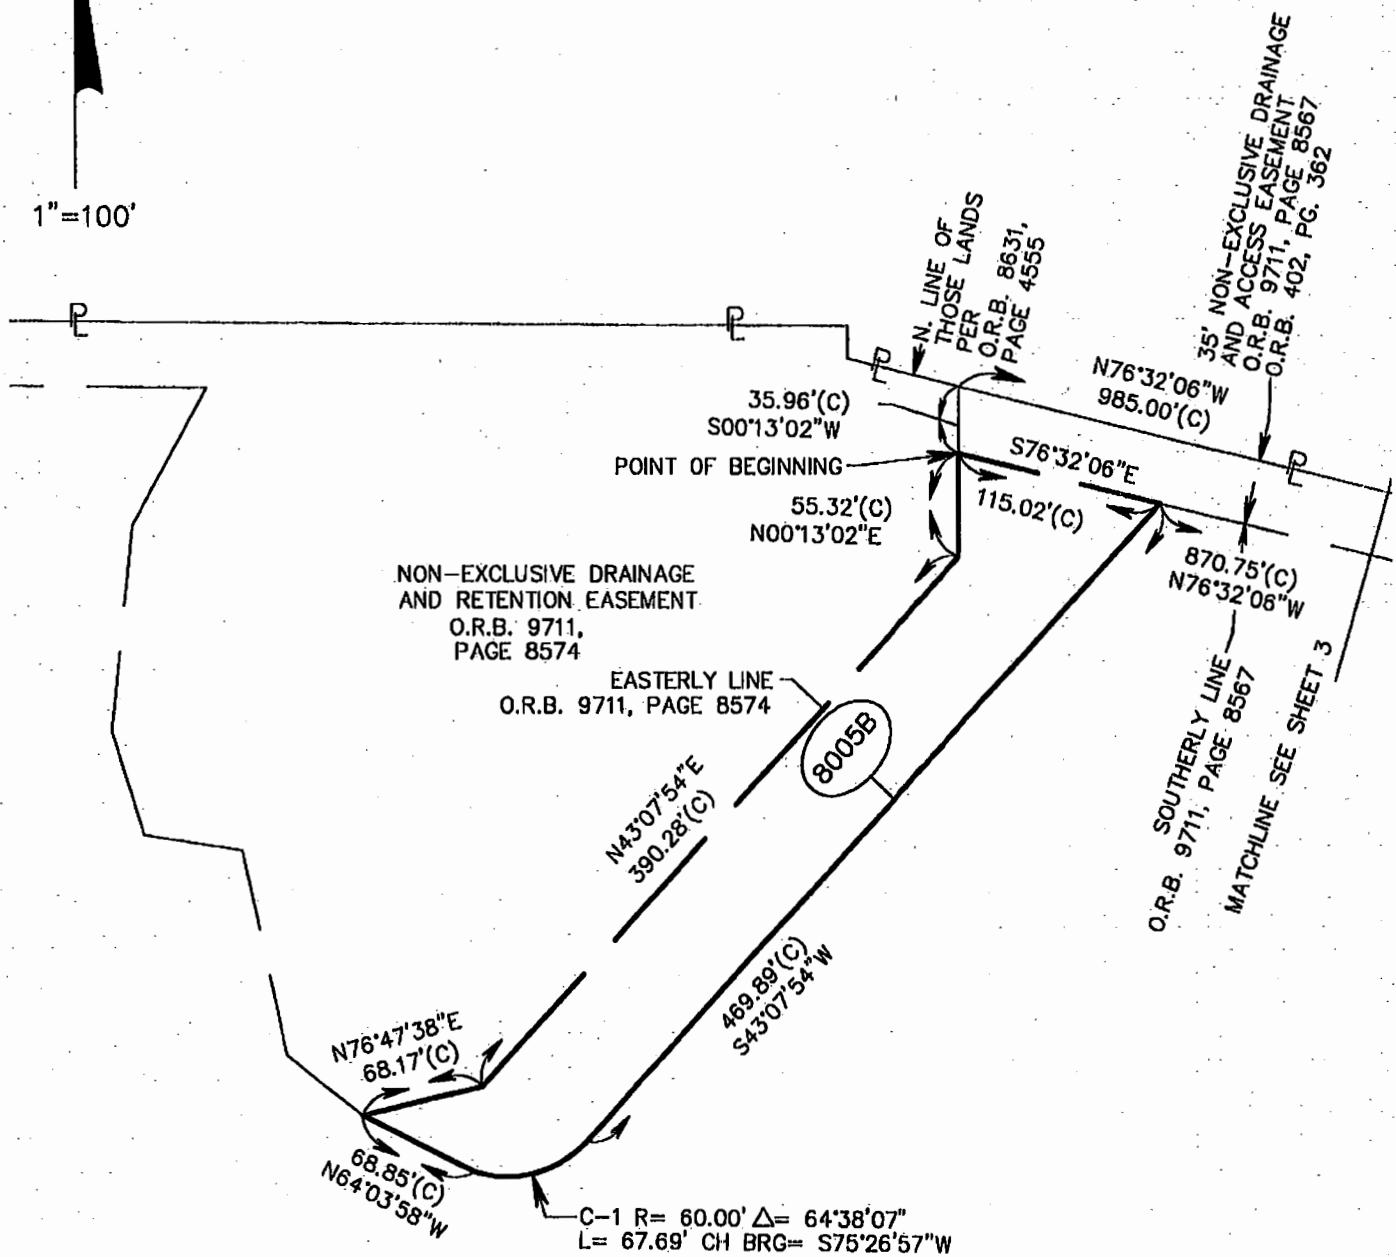 1"=100'
35' NON-EXCLUSIVE DRAINAGE
AND ACCESS EASEMENT
O.R.B. 9711, PAGE 8567
O.R.B. 402, PG. 362
N. LINE OF
THOSE LANDS
PER
O.R.B. 8631,
PAGE 4555
PL
PL
PL
PL
N76°32'06"W
985.00'(C)
35.96'(C)
S00°13'02"W
POINT OF BEGINNING
S76°32'06"E
115.02'(C)
55.32'(C)
N00°13'02"E
870.75'(C)
N76°32'06"W
NON-EXCLUSIVE DRAINAGE
AND RETENTION EASEMENT
O.R.B. 9711,
PAGE 8574
EASTERLY LINE
O.R.B. 9711, PAGE 8574
8005B
SOUTHERLY LINE
O.R.B. 9711, PAGE 8567
MATCHLINE SEE SHEET 3
N43°07'54"E
390.28'(C)
469.89'(C)
S43°07'54"W
N76°47'38"E
68.17'(C)
68.85'(C)
N64°03'58"W
C-1 R= 60.00' Δ= 64°38'07"
L= 67.69' CH BRG= S75°26'57"W